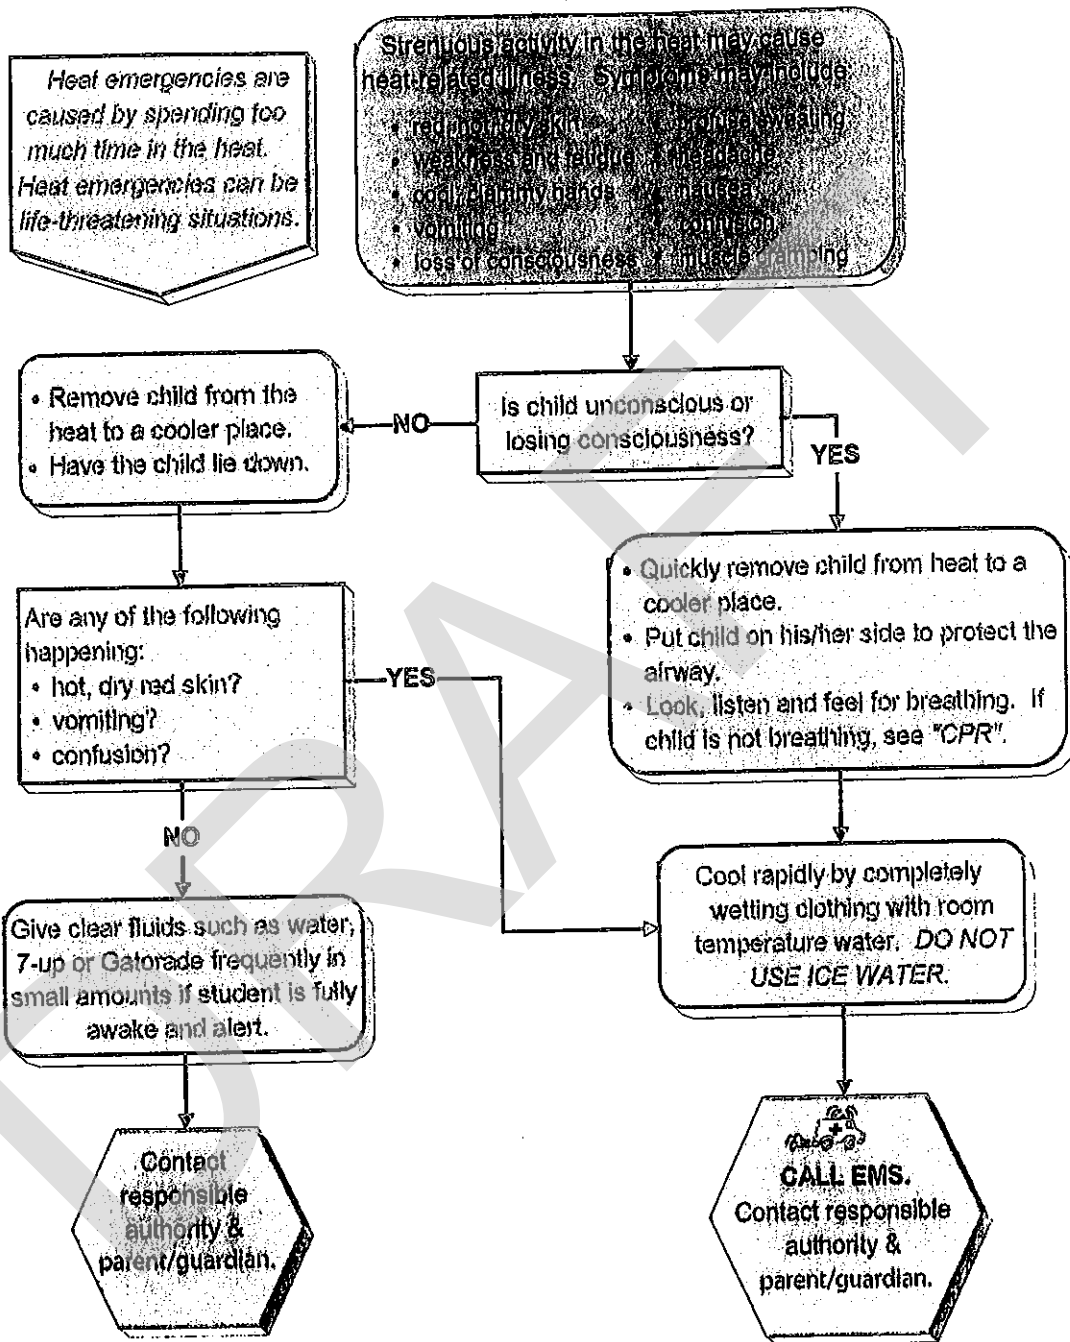 Heat emergencies are
caused by spending too
much time in the heat.
Heat emergencies can be
life-threatening situations.
Strenuous activity in the heat may cause
heat-related illness. Symptoms may include
• red, hot, dry skin • profuse sweating
• weakness and fatigue • headache
• cool, clammy hands • nausea
• vomiting • confusion
• loss of consciousness • muscle cramping
Is child unconscious or
losing consciousness?
NO
YES
• Remove child from the
heat to a cooler place.
• Have the child lie down.
• Quickly remove child from heat to a
cooler place.
• Put child on his/her side to protect the
airway.
• Look, listen and feel for breathing. If
child is not breathing, see "CPR".
Are any of the following
happening:
• hot, dry red skin?
• vomiting?
• confusion?
YES
NO
Cool rapidly by completely
wetting clothing with room
temperature water. DO NOT
USE ICE WATER.
Give clear fluids such as water,
7-up or Gatorade frequently in
small amounts if student is fully
awake and alert.
Contact
responsible
authority &
parent/guardian.
CALL EMS.
Contact responsible
authority &
parent/guardian.
DRAFT